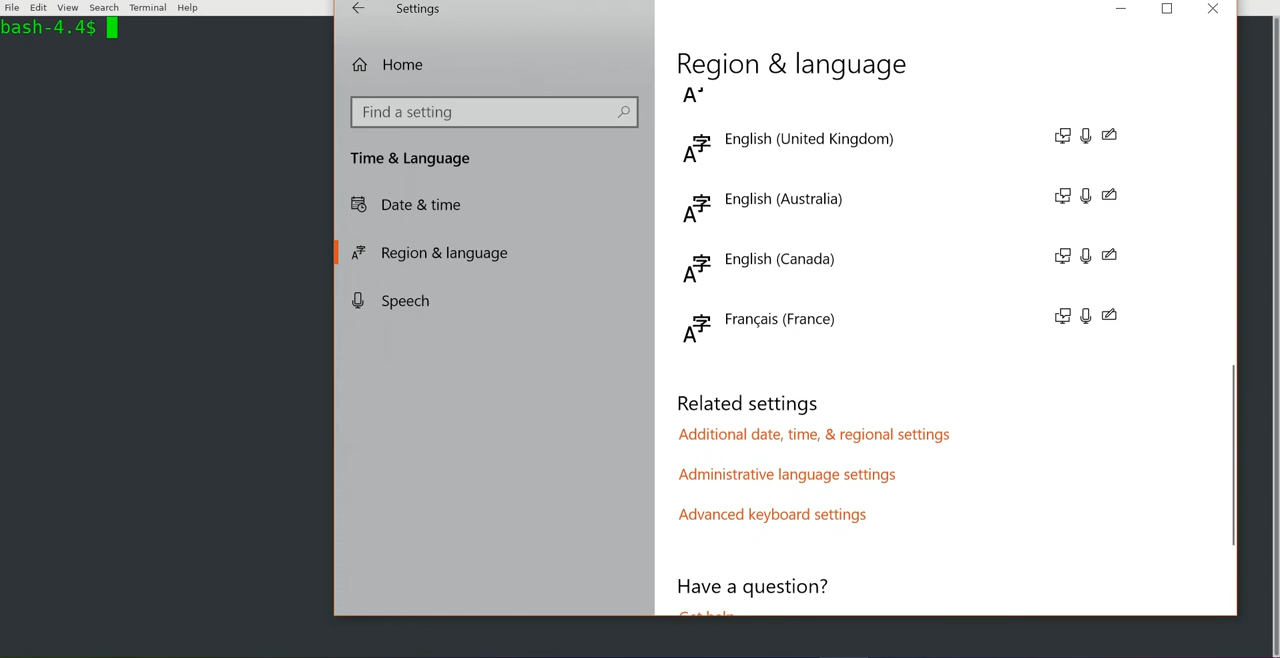 File Edit View Search Terminal Help
bash-4.4$
Settings
Home
Find a setting
Time & Language
Date & time
Region & language
Speech
Region & language
English (United Kingdom)
English (Australia)
English (Canada)
Français (France)
Related settings
Additional date, time, & regional settings
Administrative language settings
Advanced keyboard settings
Have a question?
Get help